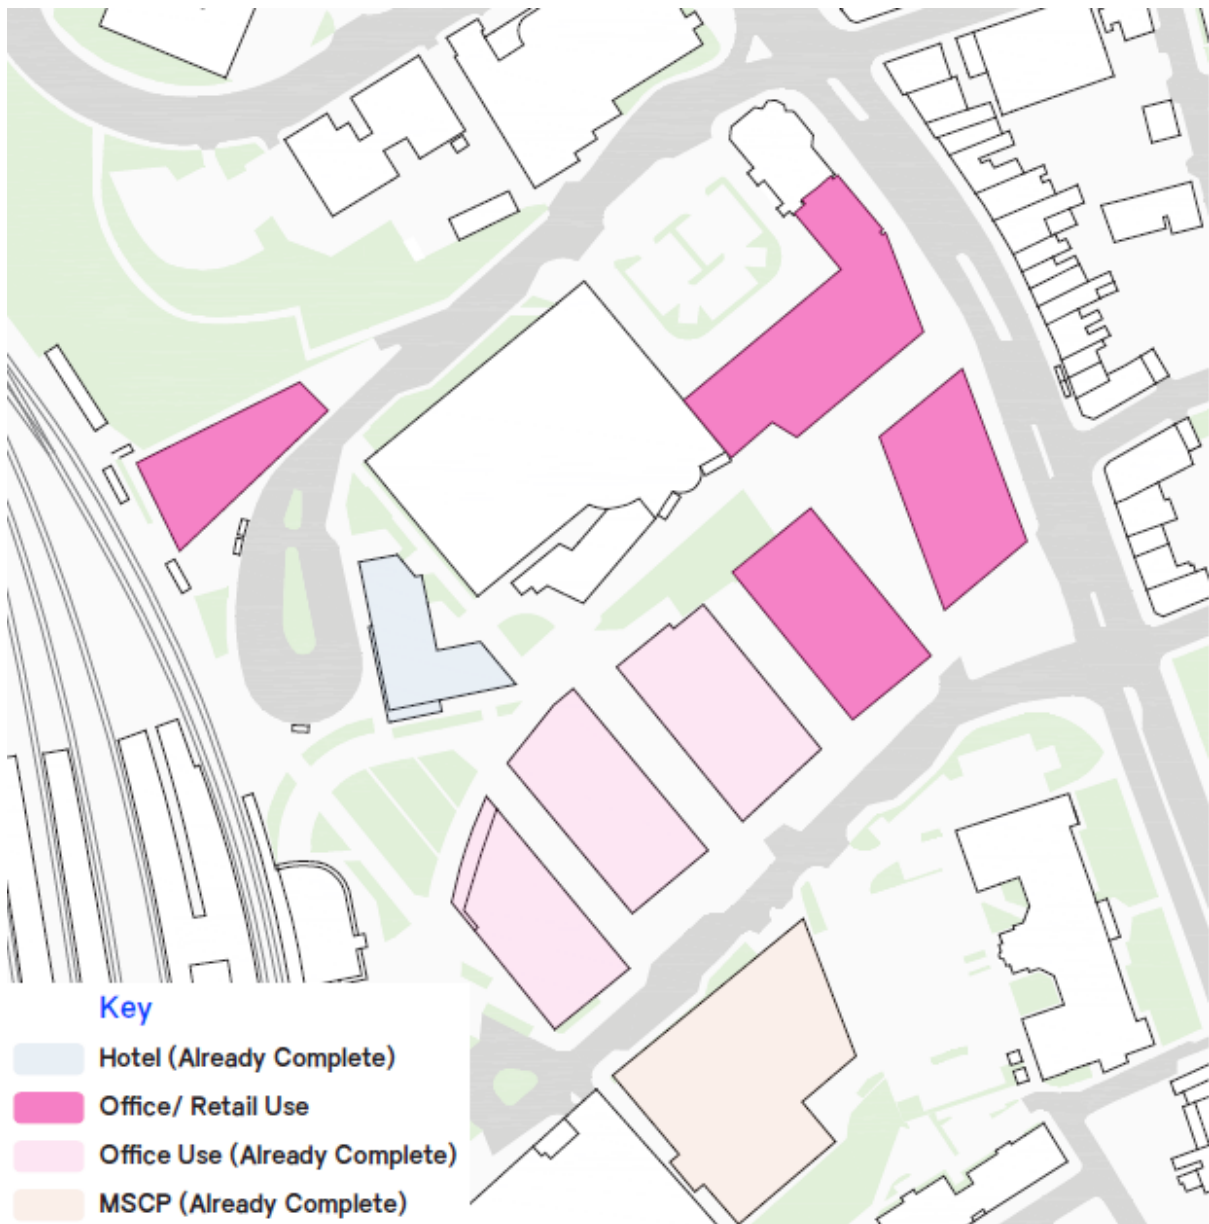 Key
Hotel (Already Complete)
Office/ Retail Use
Office Use (Already Complete)
MSCP (Already Complete)